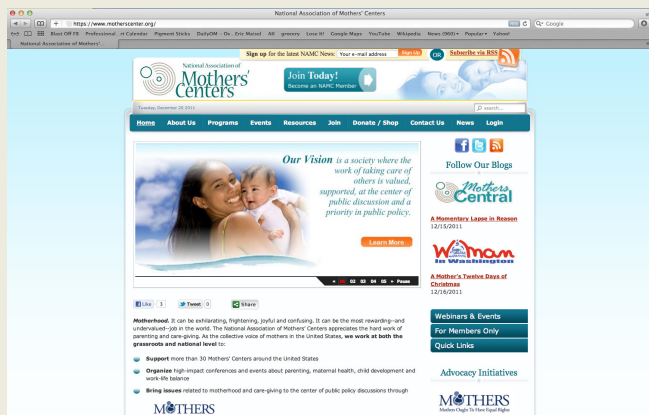 National Association of Mothers' Centers
https://www.motherscenter.org/
Google
Blast Off FB
Pigment Sticks
DailyOM - Ov..
Eric Maisel
All
grocery
Lose It!
Google Maps
YouTube
Wikipedia
News (960)
Popular
Yahoo!
National Association of Mothers'...
Sign up for the latest NAMC News:
Your e-mail address
Sign Up
OR
Subscribe via RSS
National Association of
Mothers'
Centers
Join Today!
Become an NAMC Member
Tuesday, December 20 2011
search...
Home
About Us
Programs
Events
Resources
Join
Donate / Shop
Contact Us
News
Login
Our Vision is a society where the
work of taking care of
others is valued,
supported, at the center of
public discussion and a
priority in public policy.
Learn More
01 02 03 04 05 Pause
Like 3
Tweet 0
Share
Motherhood. It can be exhilarating, frightening, joyful and confusing. It can be the most rewarding—and
undervalued—job in the world. The National Association of Mothers' Centers appreciates the hard work of
parenting and care-giving. As the collective voice of mothers in the United States, we work at both the
grassroots and national level to:
Support more than 30 Mothers' Centers around the United States
Organize high-impact conferences and events about parenting, maternal health, child development and
work-life balance
Bring issues related to motherhood and care-giving to the center of public policy discussions through
MOTHERS
Follow Our Blogs
Mothers
Central
A Momentary Lapse in Reason
12/15/2011
Woman
In Washington
A Mother's Twelve Days of
Christmas
12/16/2011
Webinars & Events
For Members Only
Quick Links
Advocacy Initiatives
MOTHERS
Mothers Ought To Have Equal Rights